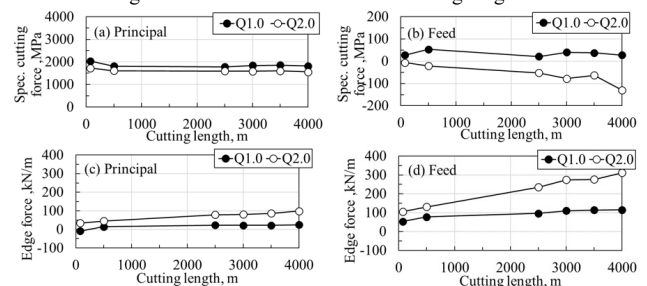 (a) Principal
Q1.0 Q2.0
4000
3000
2000
1000
0
Spec. cutting
force ,MPa
0 1000 2000 3000 4000
Cutting length, m
(b) Feed
Q1.0 Q2.0
200
100
0
-100
-200
Spec. cutting
force ,MPa
0 1000 2000 3000 4000
Cutting length, m
(c) Principal
Q1.0 Q2.0
400
300
200
100
0
-100
Edge force ,kN/m
0 1000 2000 3000 4000
Cutting length, m
(d) Feed
Q1.0 Q2.0
400
300
200
100
0
-100
Edge force ,kN/m
0 1000 2000 3000 4000
Cutting length, m